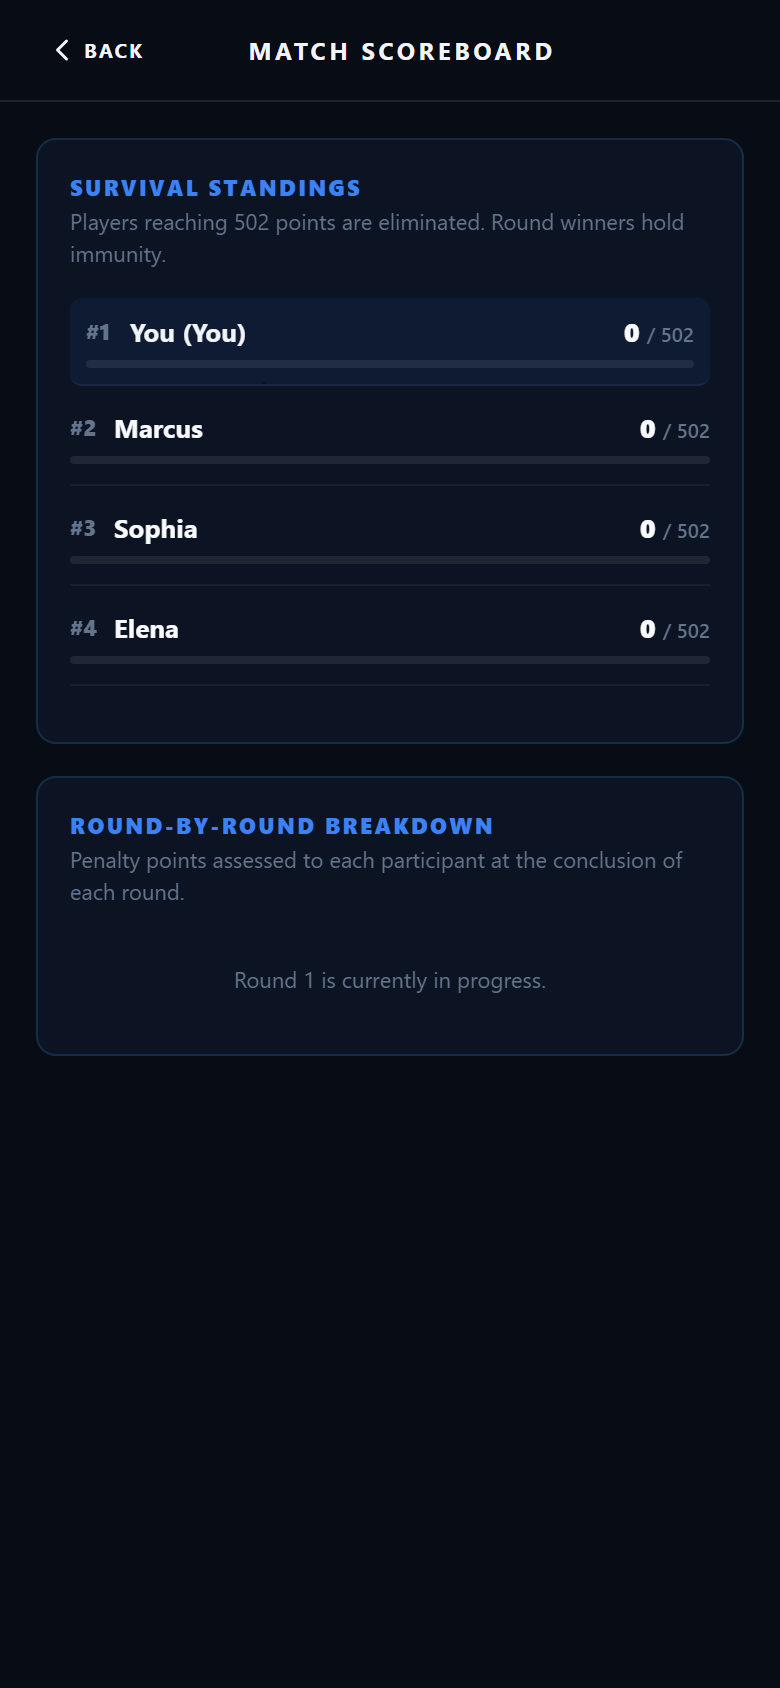 BACK
MATCH SCOREBOARD
SURVIVAL STANDINGS
Players reaching 502 points are eliminated. Round winners hold
immunity.
#1 You (You) 0 / 502
#2 Marcus 0 / 502
#3 Sophia 0 / 502
#4 Elena 0 / 502
ROUND-BY-ROUND BREAKDOWN
Penalty points assessed to each participant at the conclusion of
each round.
Round 1 is currently in progress.